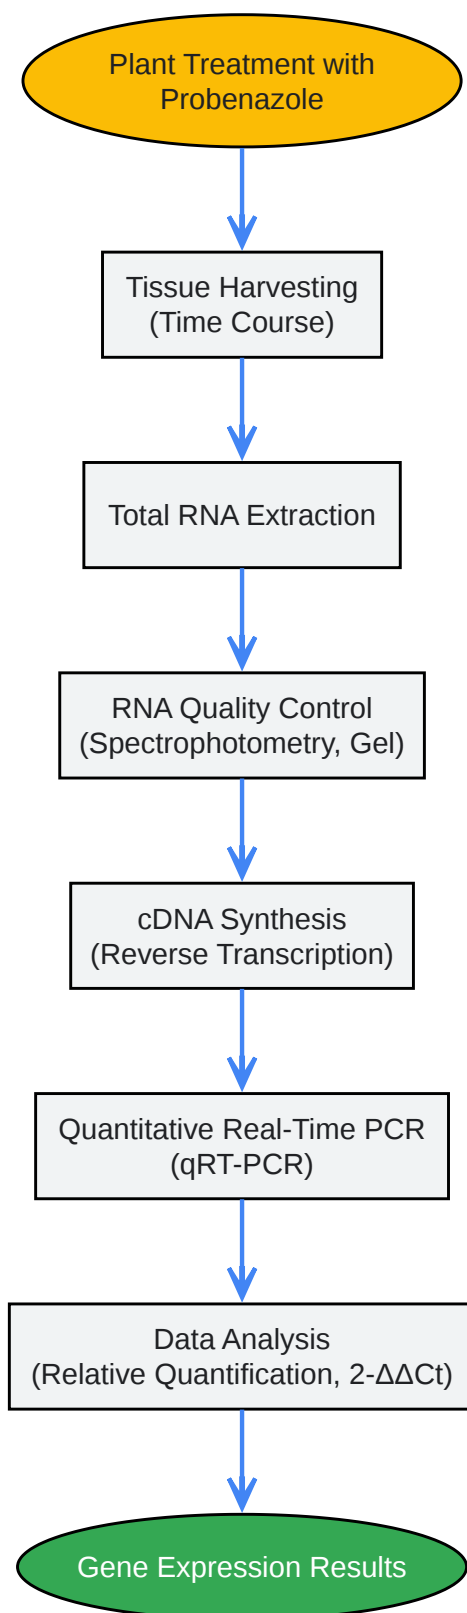 Plant Treatment with
Probenazole
Tissue Harvesting
(Time Course)
Total RNA Extraction
RNA Quality Control
(Spectrophotometry, Gel)
cDNA Synthesis
(Reverse Transcription)
Quantitative Real-Time PCR
(qRT-PCR)
Data Analysis
(Relative Quantification, 2-ΔΔCt)
Gene Expression Results